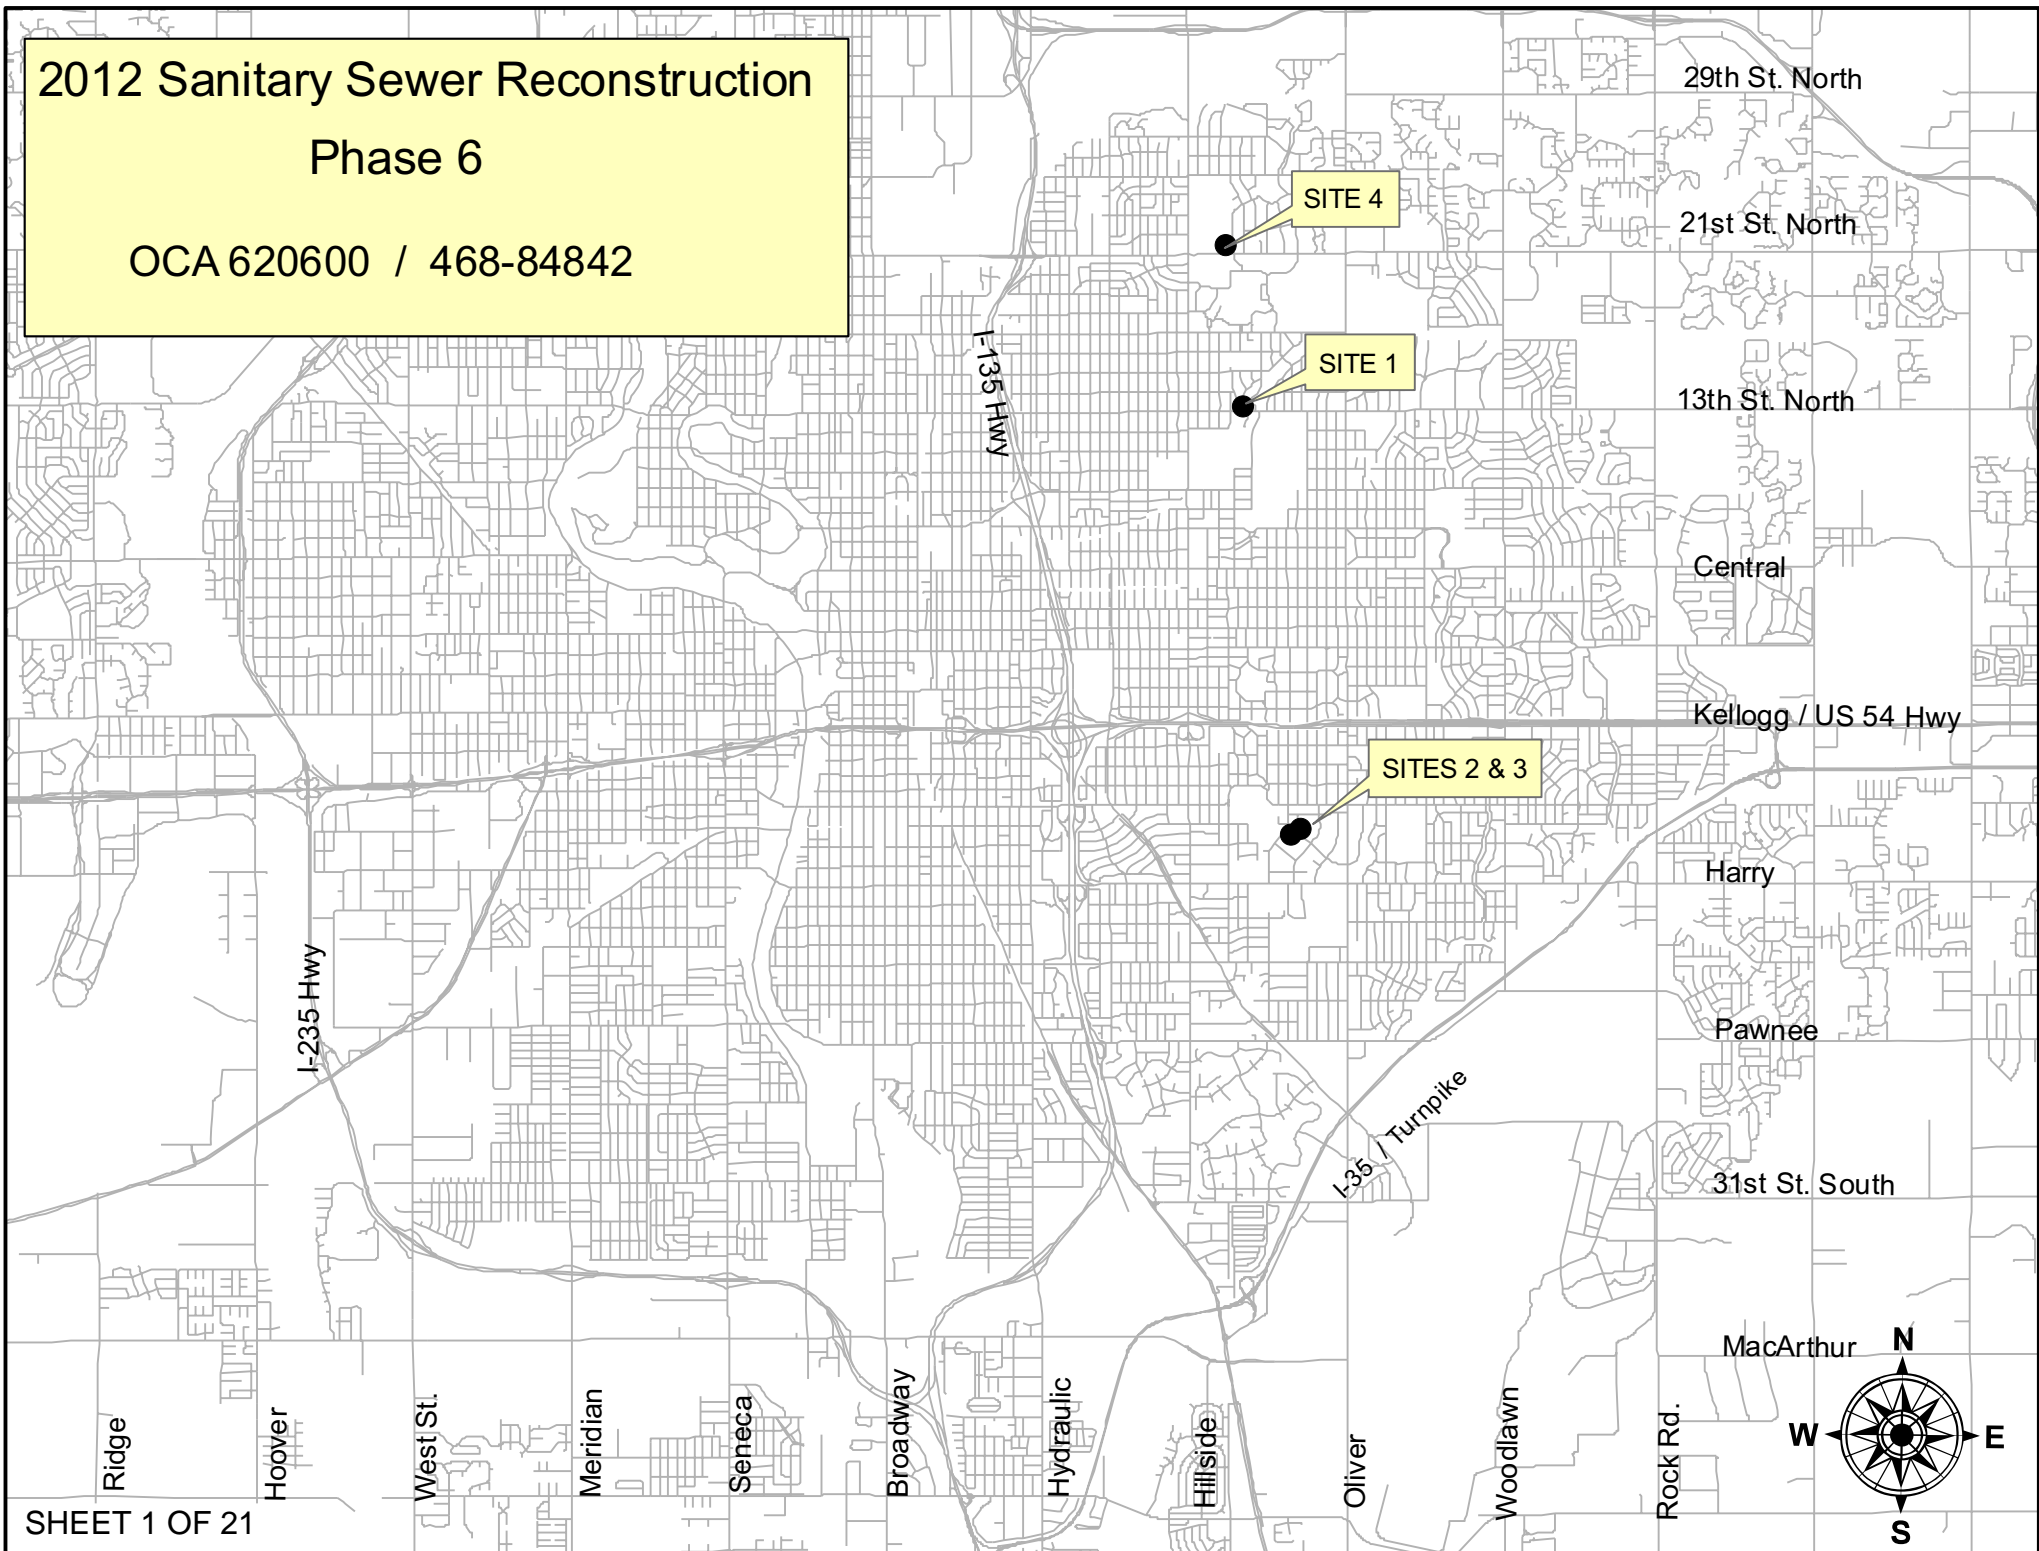 2012 Sanitary Sewer Reconstruction
Phase 6
OCA 620600 / 468-84842
29th St. North
SITE 4
21st St. North
I-135 Hwy
SITE 1
13th St. North
Central
Kellogg / US 54 Hwy
SITES 2 & 3
Harry
I-235 Hwy
Pawnee
I-35 / Turnpike
31st St. South
MacArthur
N
W
E
S
Ridge
Hoover
West St.
Meridian
Seneca
Broadway
Hydraulic
Hillside
Oliver
Woodlawn
Rock Rd.
SHEET 1 OF 21